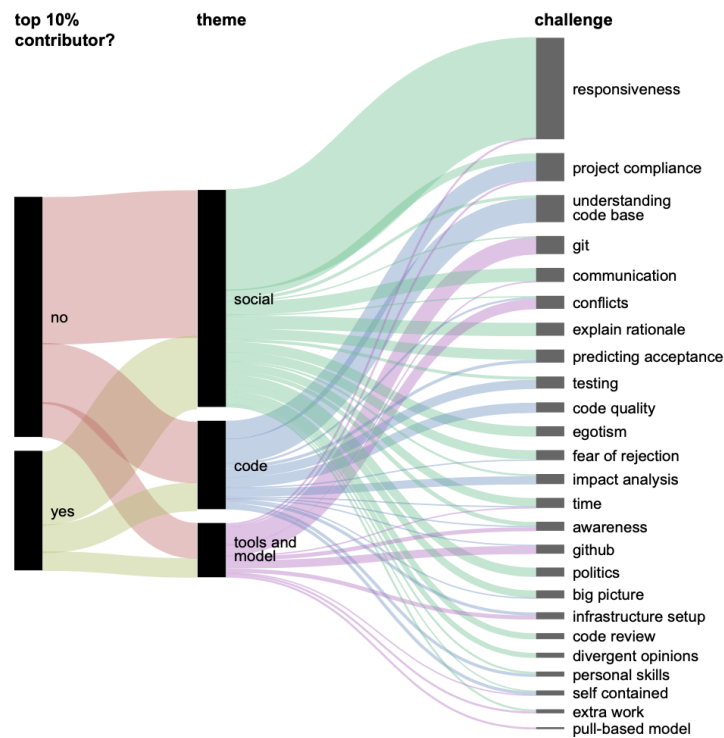 top 10%
contributor?
theme
challenge
no
yes
social
code
tools and
model
responsiveness
project compliance
understanding
code base
git
communication
conflicts
explain rationale
predicting acceptance
testing
code quality
egotism
fear of rejection
impact analysis
time
awareness
github
politics
big picture
infrastructure setup
code review
divergent opinions
personal skills
self contained
extra work
pull-based model